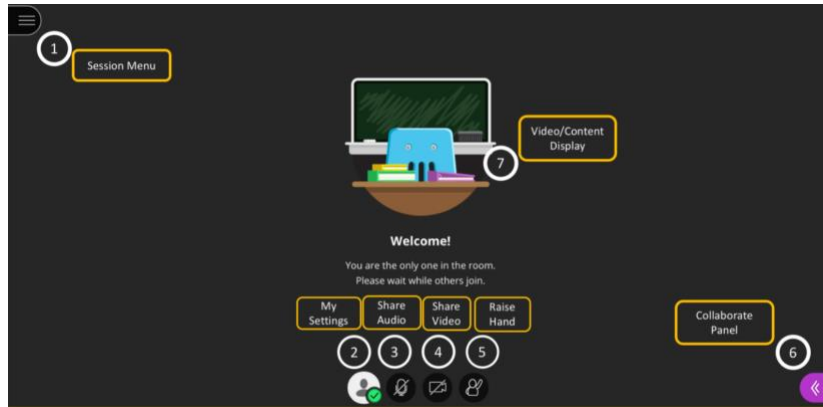 1
Session Menu
Video/Content
Display
7
Welcome!
You are the only one in the room.
Please wait while others join.
My
Settings
Share
Audio
Share
Video
Raise
Hand
Collaborate
Panel
2
3
4
5
6